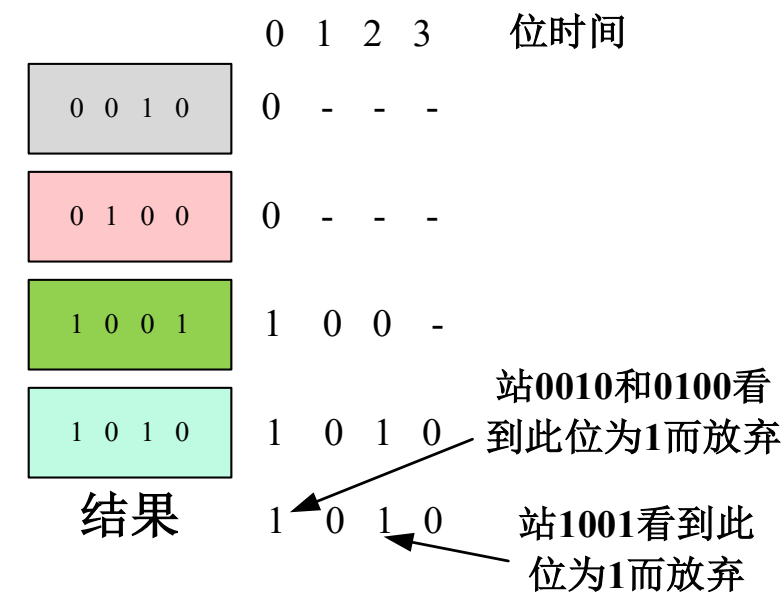 0 1 2 3 位时间
0 0 1 0 0 - - -
0 1 0 0 0 - - -
1 0 0 1 1 0 0 -
1 0 1 0 1 0 1 0
站0010和0100看
到此位为1而放弃
结果 1 0 1 0
站1001看到此
位为1而放弃